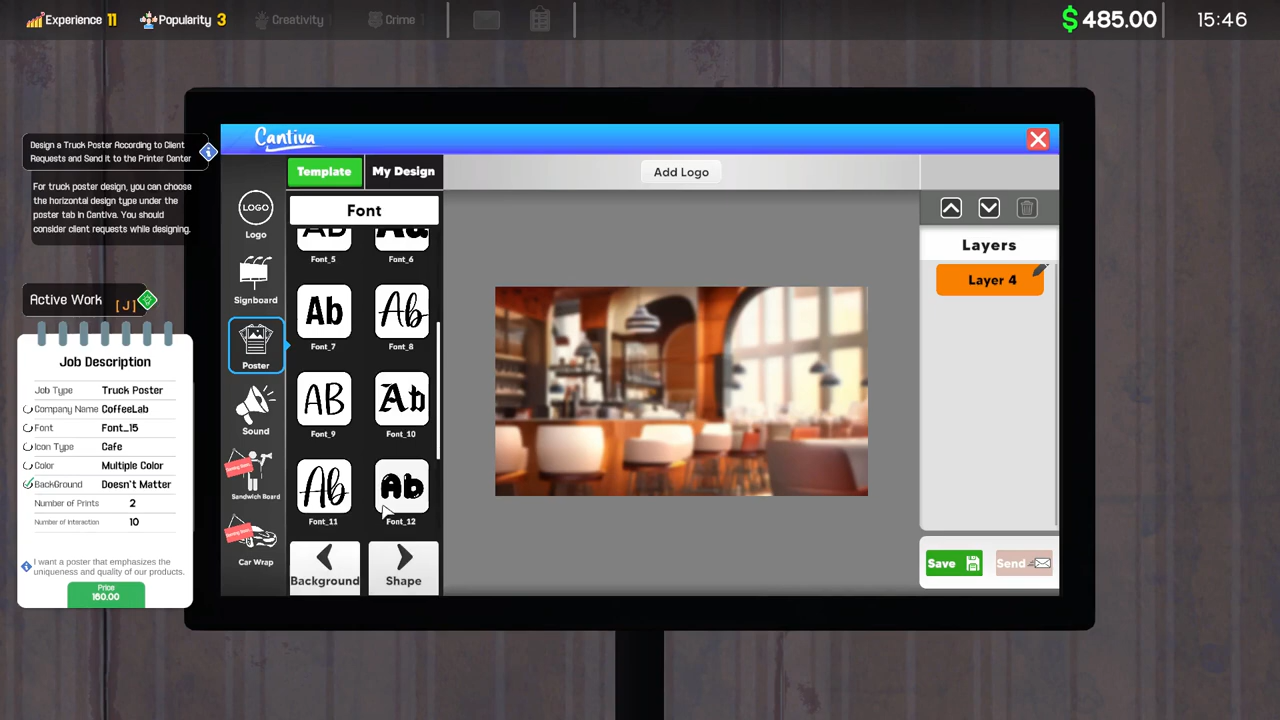 Experience 11
Popularity 3
Creativity
Crime
$ 485.00
15:46
Design a Truck Poster According to Client
Requests and Send it to the Printer Center
For truck poster design, you can choose
the horizontal design type under the
poster tab in Cantiva. You should
consider client requests while designing.
Active Work
[J]
Job Description
Job Type Truck Poster
Company Name CoffeeLab
Font Font_15
Icon Type Cafe
Color Multiple Color
BackGround Doesn't Matter
Number of Prints 2
Number of Interaction 10
I want a poster that emphasizes the
uniqueness and quality of our products.
Price
160.00
Cantiva
LOGO
Logo
Signboard
Poster
Sound
Sandwich Board
Car Wrap
Template
My Design
Font
AB
Aa
Font_5
Font_6
Ab
Ab
Font_7
Font_8
AB
Ab
Font_9
Font_10
Ab
Ab
Font_11
Font_12
Background
Shape
Add Logo
Layers
Layer 4
Save
Send